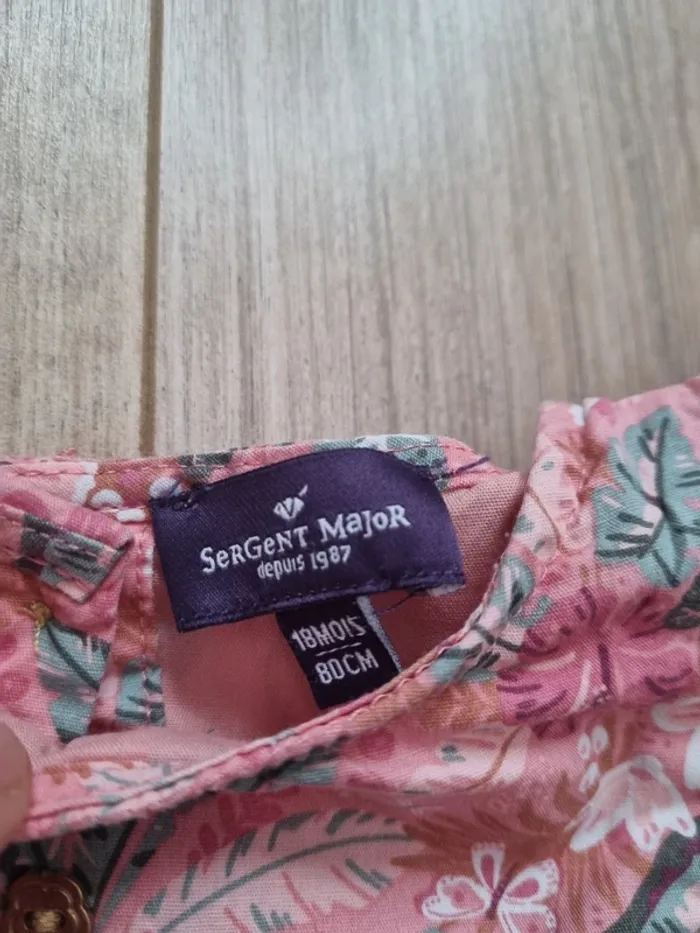 SeRGeNT MaJoR
depuis 1987
18MOIS
80CM